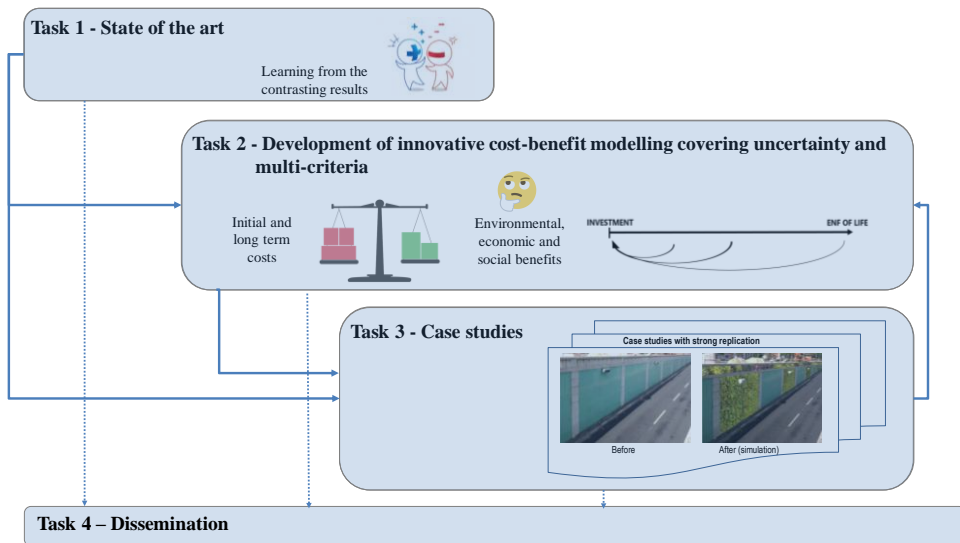 Task 1 - State of the art
Learning from the
contrasting results
Task 2 - Development of innovative cost-benefit modelling covering uncertainty and
multi-criteria
Initial and
long term
costs
Environmental,
economic and
social benefits
INVESTMENT
ENF OF LIFE
Task 3 - Case studies
Case studies with strong replication
Before
After (simulation)
Task 4 – Dissemination